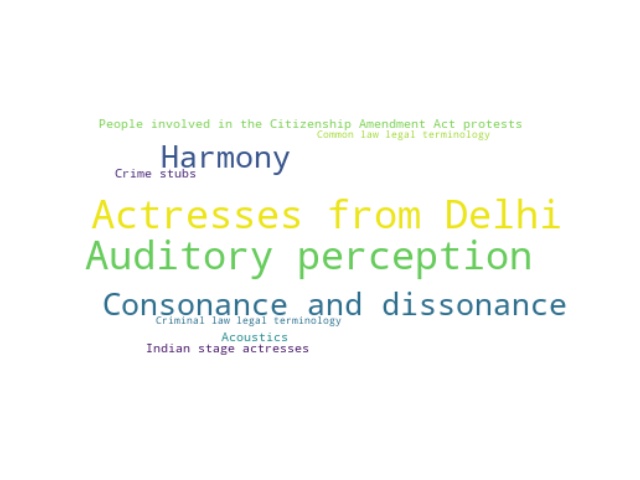 People involved in the Citizenship Amendment Act protests
Common law legal terminology
Harmony
Crime stubs
Actresses from Delhi
Auditory perception
Consonance and dissonance
Criminal law legal terminology
Acoustics
Indian stage actresses